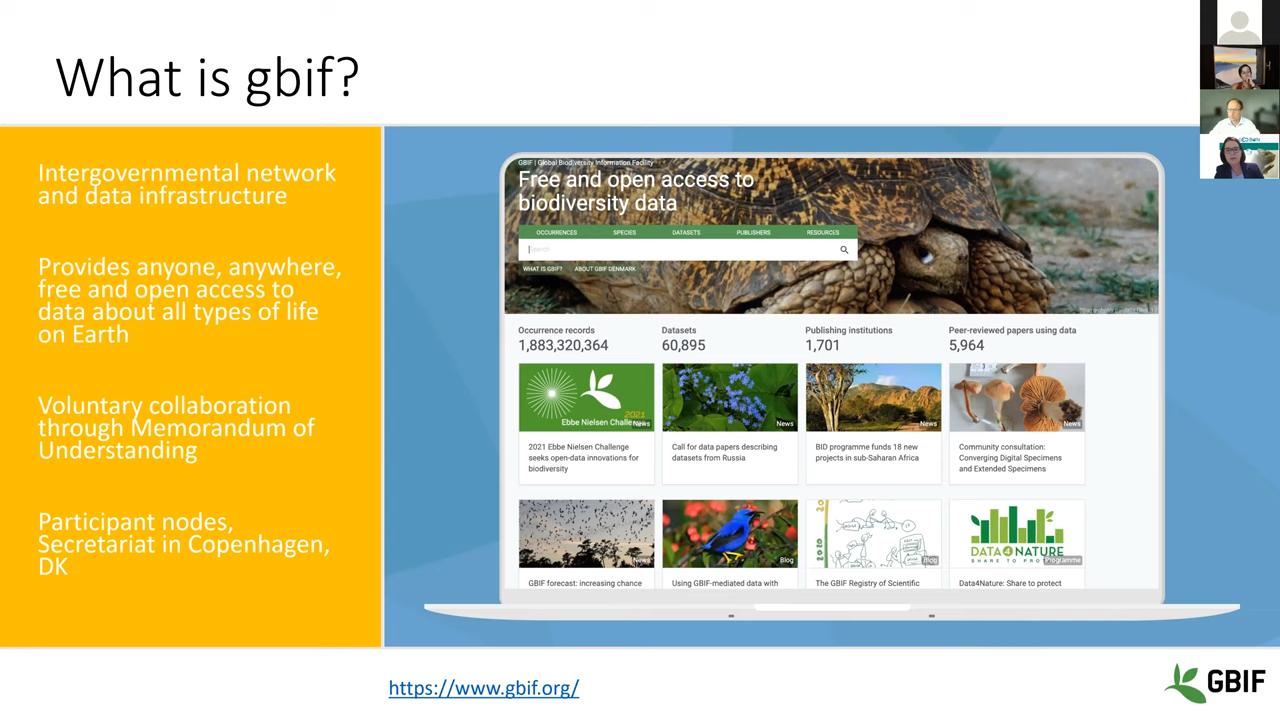 What is gbif?
Intergovernmental network
and data infrastructure
Provides anyone, anywhere,
free and open access to
data about all types of life
on Earth
Voluntary collaboration
through Memorandum of
Understanding
Participant nodes,
Secretariat in Copenhagen,
DK
GBIF | Global Biodiversity Information Facility
Free and open access to
biodiversity data
OCCURRENCES SPECIES DATASETS PUBLISHERS RESOURCES
Search
WHAT IS GBIF? ABOUT GBIF DENMARK
Occurrence records Datasets Publishing institutions Peer-reviewed papers using data
1,883,320,364 60,895 1,701 5,964
2021
Ebbe Nielsen Challenge
News News News News
2021 Ebbe Nielsen Challenge
seeks open-data innovations for
biodiversity
Call for data papers describing
datasets from Russia
BID programme funds 18 new
projects in sub-Saharan Africa
Community consultation:
Converging Digital Specimens
and Extended Specimens
2020
DATA4NATURE
SHARE TO
News Blog Blog Programme
GBIF forecast: increasing chance
Using GBIF-mediated data with
The GBIF Registry of Scientific
Data4Nature: Share to protect
https://www.gbif.org/
GBIF